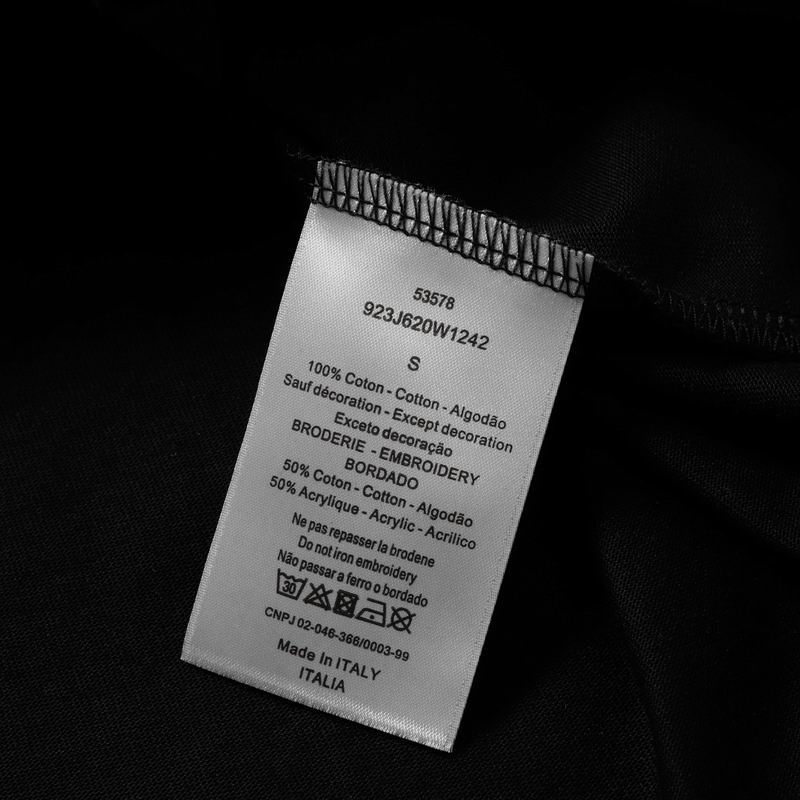 53578
923J620W1242
S
100% Coton - Cotton - Algodão
Sauf décoration - Except decoration
Exceto decoração
BRODERIE - EMBROIDERY
BORDADO
50% Coton - Cotton - Algodão
50% Acrylique - Acrylic - Acrilico
Ne pas repasser la brodene
Do not iron embroidery
Não passar a ferro o bordado
30
CNPJ 02-046-366/0003-99
Made In ITALY
ITALIA